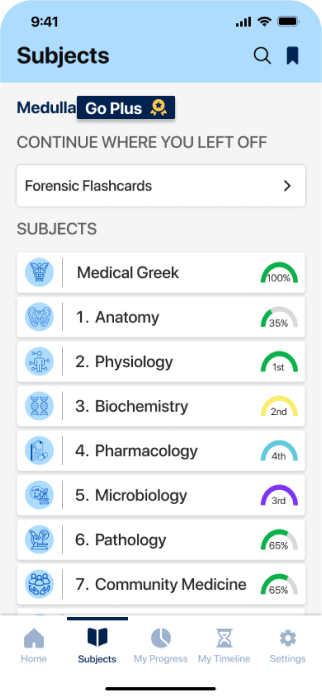 9:41
Subjects
Medulla Go Plus
CONTINUE WHERE YOU LEFT OFF
Forensic Flashcards
SUBJECTS
Medical Greek 100%
1. Anatomy 35%
2. Physiology 1st
3. Biochemistry 2nd
4. Pharmacology 4th
5. Microbiology 3rd
6. Pathology 65%
7. Community Medicine 65%
Home Subjects My Progress My Timeline Settings